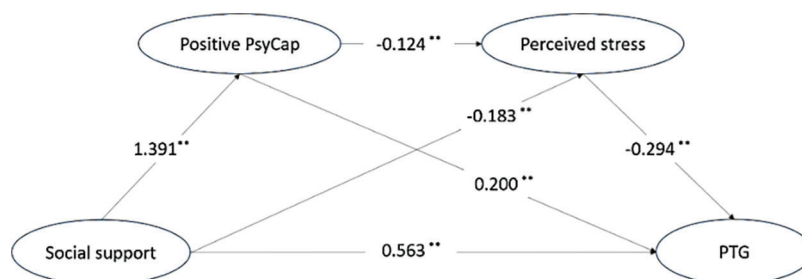 Positive PsyCap -0.124** Perceived stress
-0.183**
1.391** -0.294**
0.200**
Social support 0.563** PTG